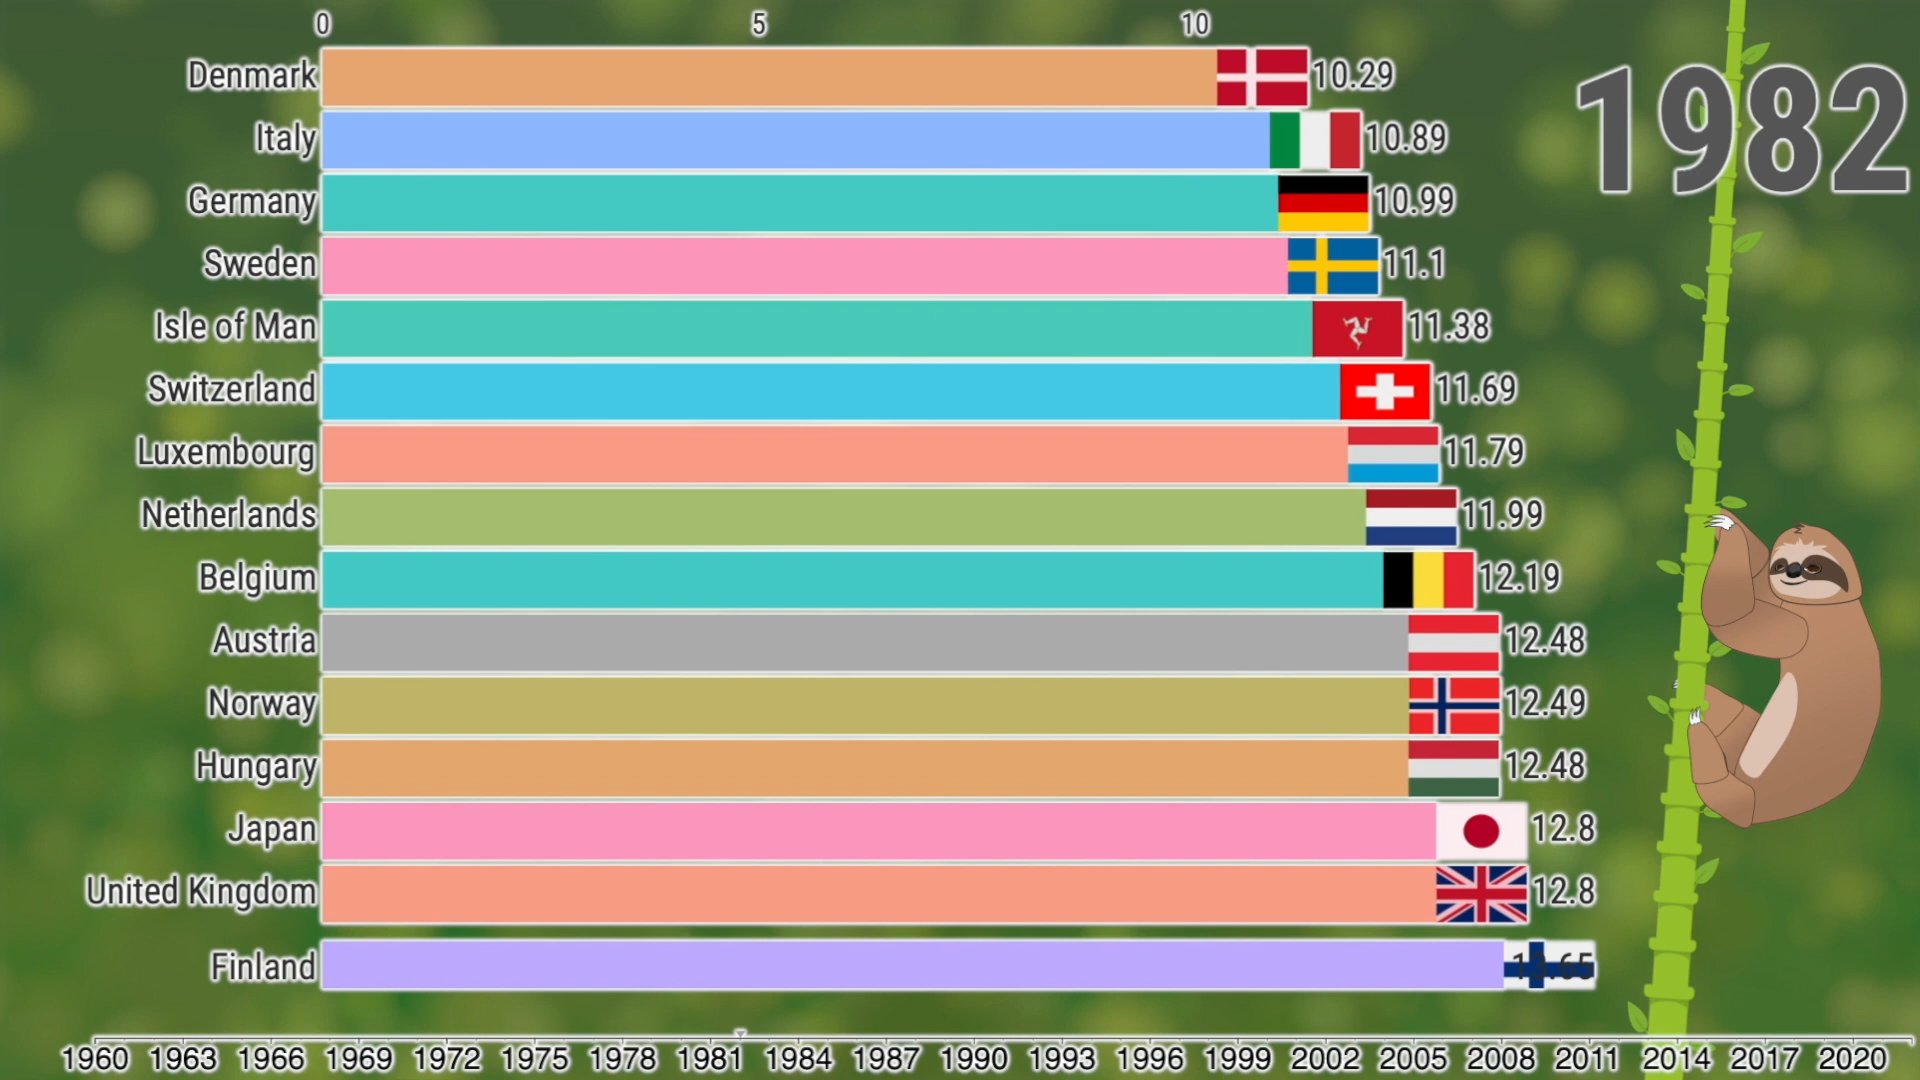 0 5 10
1982
Denmark 10.29
Italy 10.89
Germany 10.99
Sweden 11.1
Isle of Man 11.38
Switzerland 11.69
Luxembourg 11.79
Netherlands 11.99
Belgium 12.19
Austria 12.48
Norway 12.49
Hungary 12.48
Japan 12.8
United Kingdom 12.8
Finland
1960 1963 1966 1969 1972 1975 1978 1981 1984 1987 1990 1993 1996 1999 2002 2005 2008 2011 2014 2017 2020